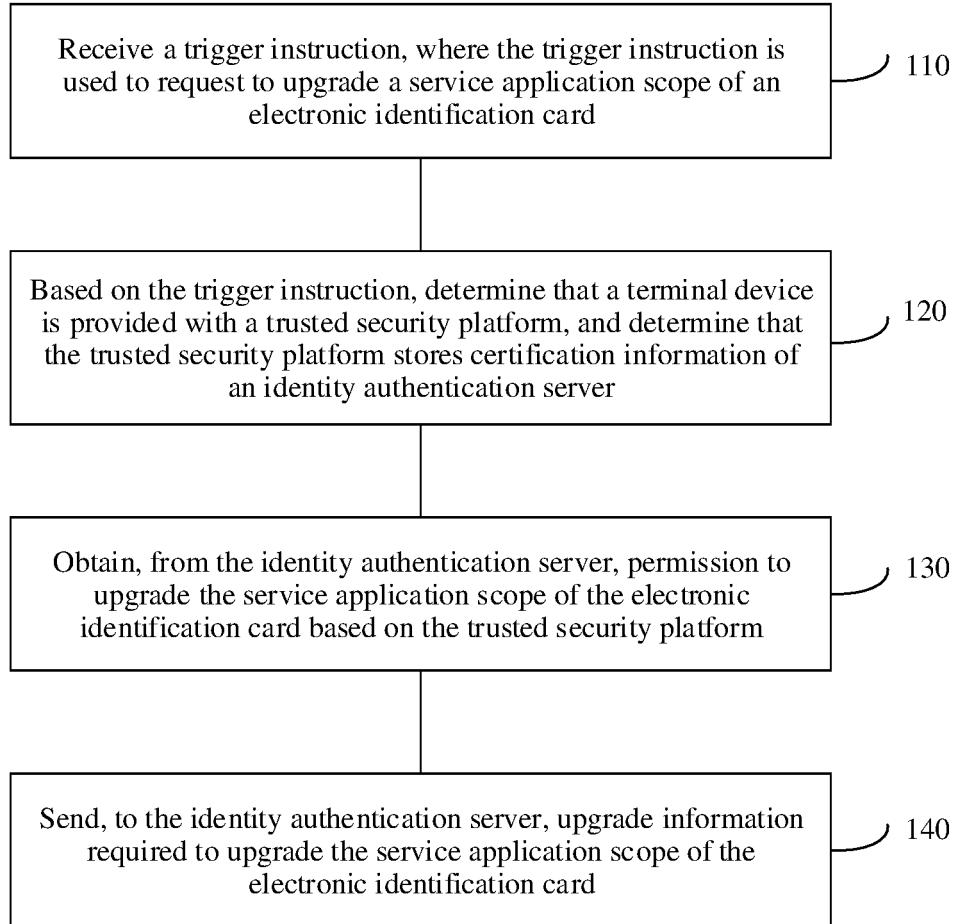 Receive a trigger instruction, where the trigger instruction is
used to request to upgrade a service application scope of an
electronic identification card
110
Based on the trigger instruction, determine that a terminal device
is provided with a trusted security platform, and determine that
the trusted security platform stores certification information of
an identity authentication server
120
Obtain, from the identity authentication server, permission to
upgrade the service application scope of the electronic
identification card based on the trusted security platform
130
Send, to the identity authentication server, upgrade information
required to upgrade the service application scope of the
electronic identification card
140